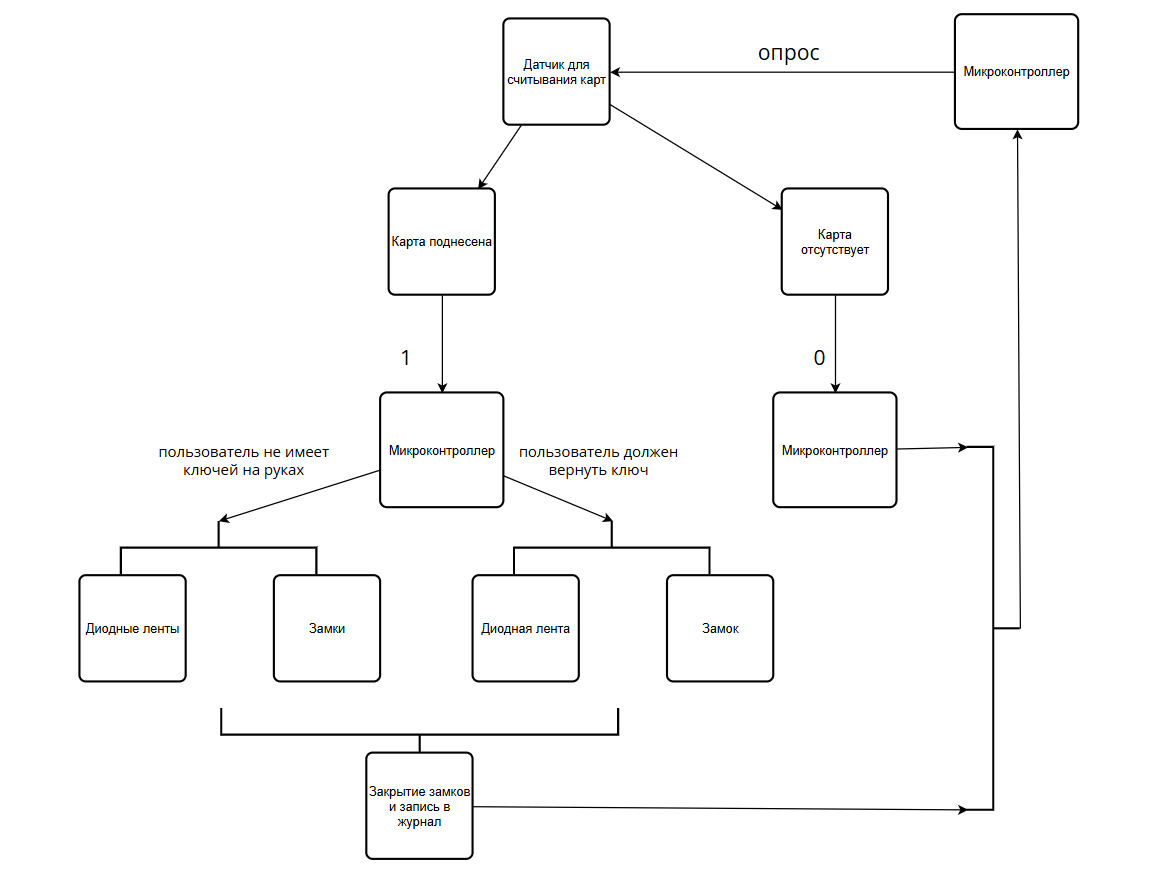 опрос
Датчик для
считывания карт
Микроконтроллер
Карта поднесена
Карта
отсутствует
1
0
Микроконтроллер
Микроконтроллер
пользователь не имеет
ключей на руках
пользователь должен
вернуть ключ
Диодные ленты
Замки
Диодная лента
Замок
Закрытие замков
и запись в
журнал